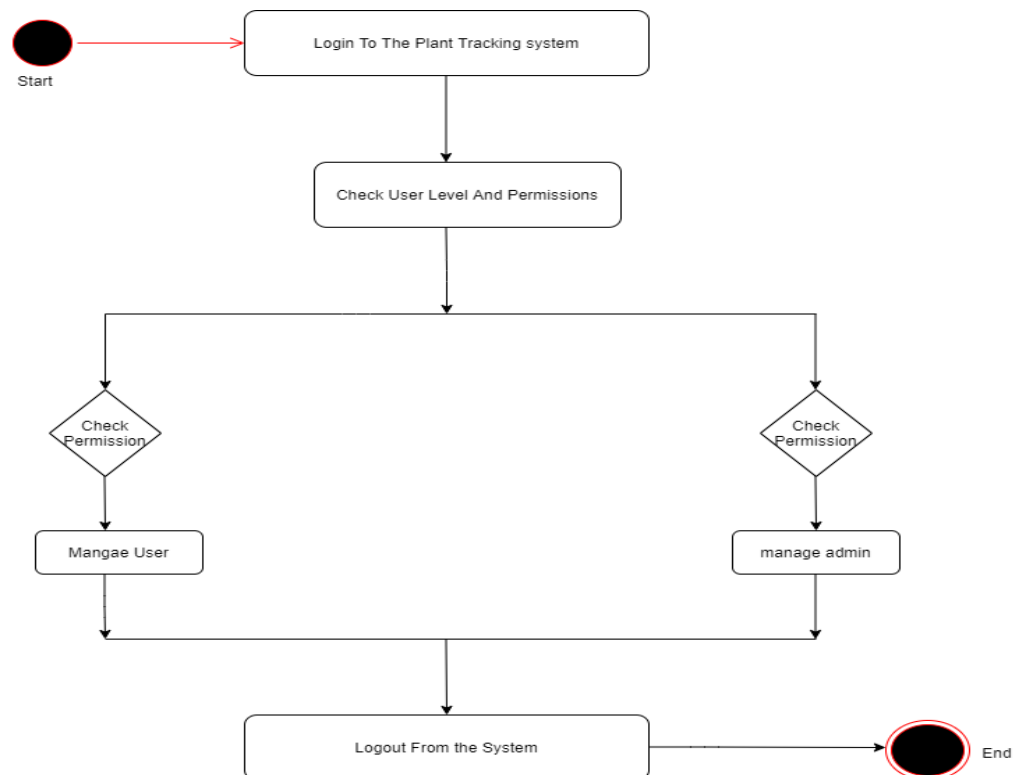 Login To The Plant Tracking system
Start
Check User Level And Permissions
Check
Permission
Check
Permission
Mangae User
manage admin
Logout From the System
End